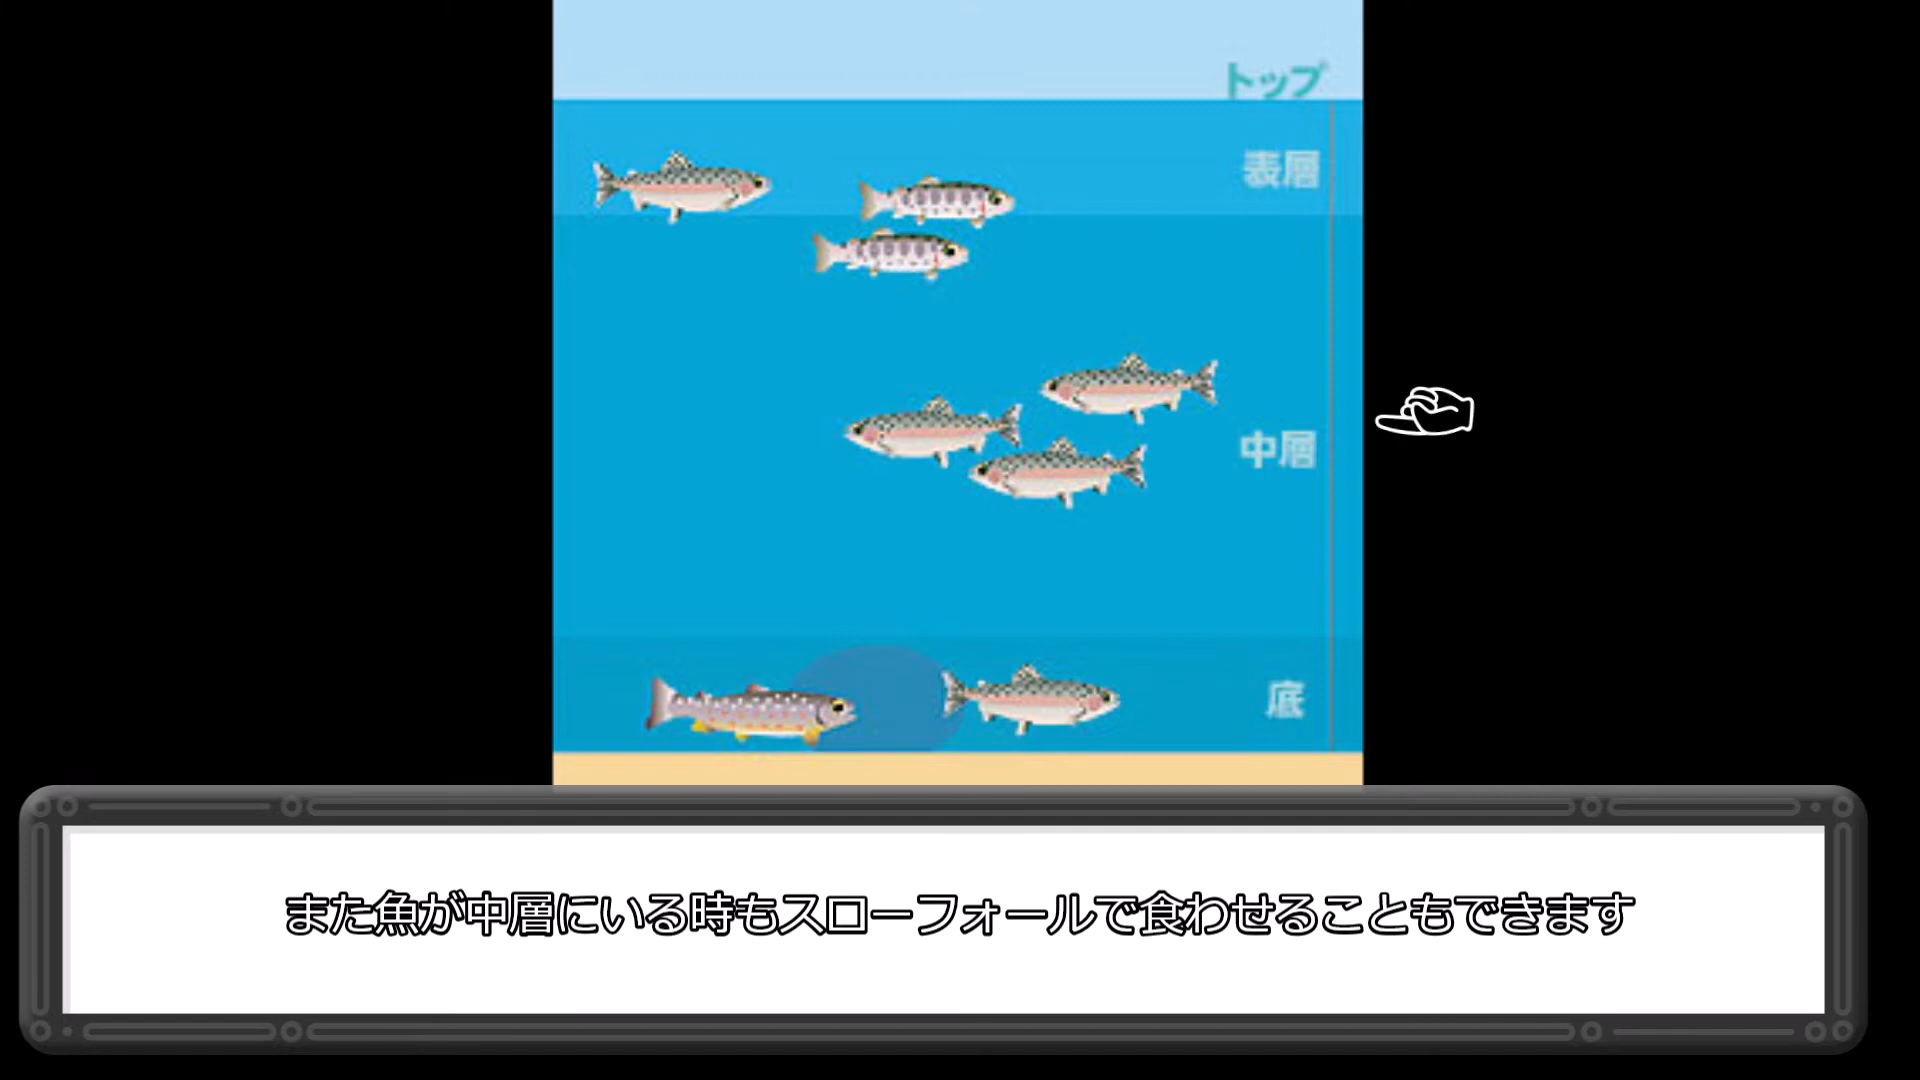 トップ
表層
中層
底
また魚が中層にいる時もスローフォールで食わせることもできます